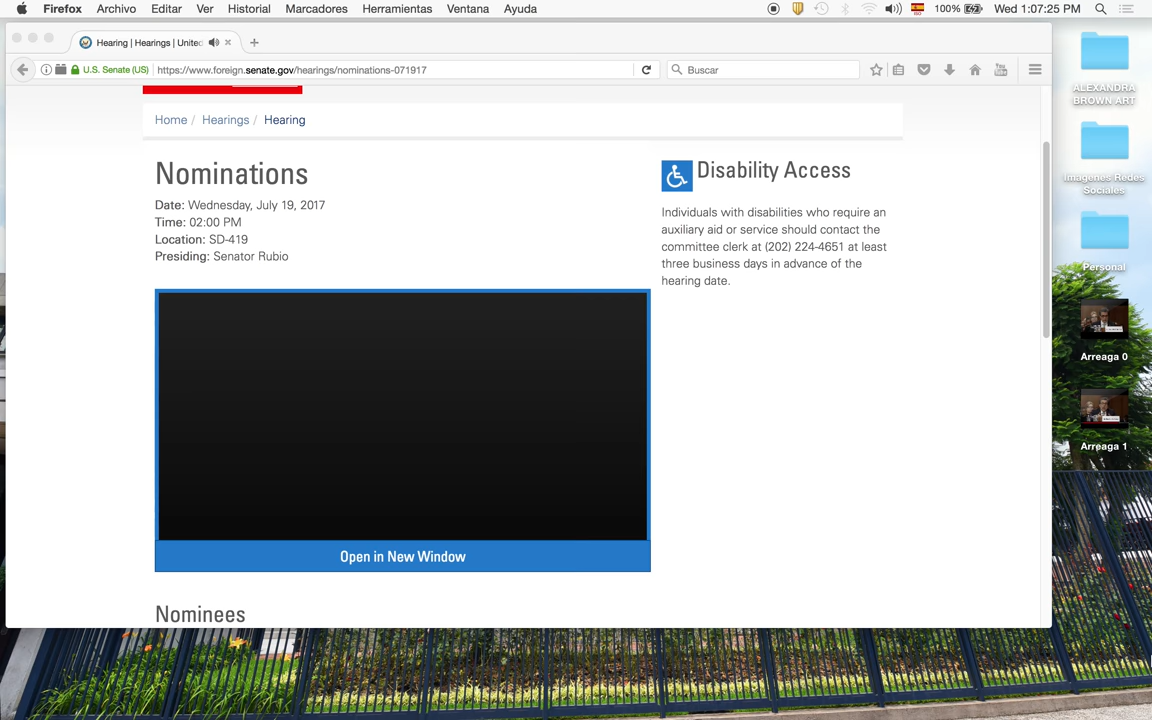 Firefox Archivo Editar Ver Historial Marcadores Herramientas Ventana Ayuda
100% Wed 1:07:25 PM
Hearing | Hearings | United
U.S. Senate (US) https://www.foreign.senate.gov/hearings/nominations-071917
Buscar
Home / Hearings / Hearing
Nominations
Date: Wednesday, July 19, 2017
Time: 02:00 PM
Location: SD-419
Presiding: Senator Rubio
Open in New Window
Nominees
Disability Access
Individuals with disabilities who require an
auxiliary aid or service should contact the
committee clerk at (202) 224-4651 at least
three business days in advance of the
hearing date.
ALEXANDRA
BROWN ART
Imagenes Redes
Sociales
Personal
Arreaga 0
Arreaga 1